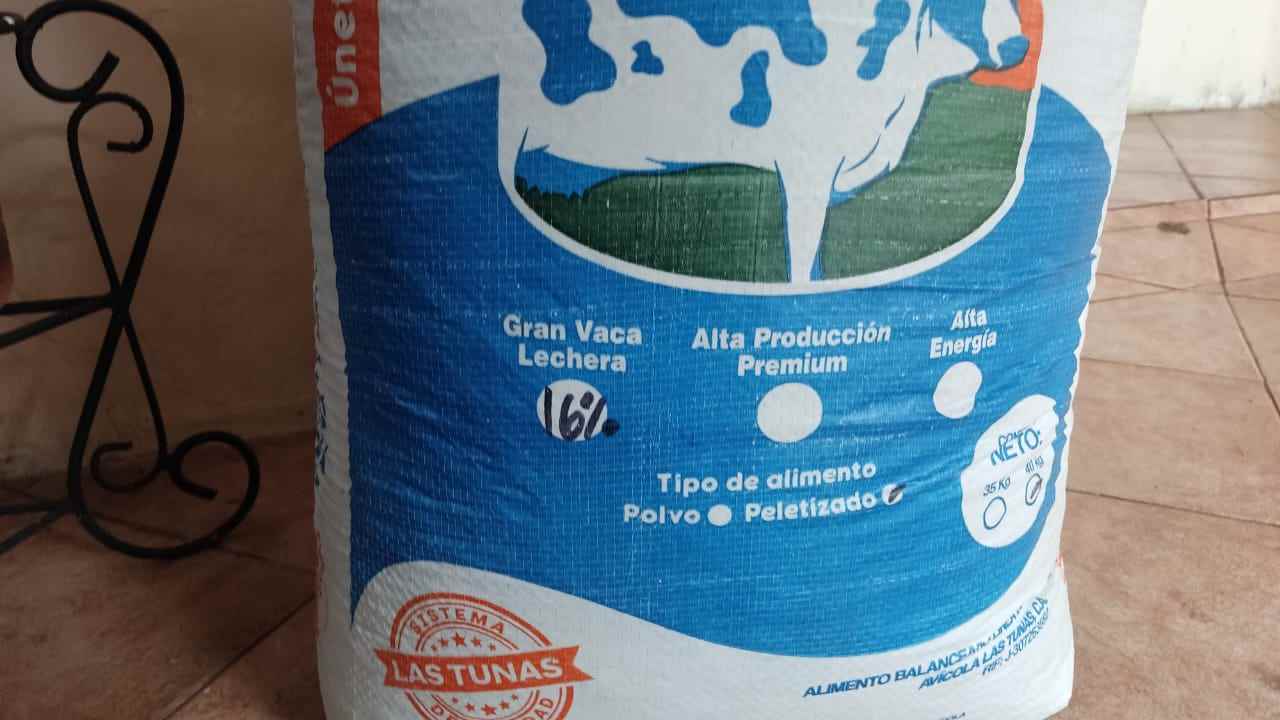 Gran Vaca
Lechera
16%
Alta Producción
Premium
Alta
Energía
Tipo de alimento
Polvo Peletizado
NETO:
35 Kg 40 Kg
SISTEMA
LAS TUNAS
ALIMENTO
AVÍCOLA LAS TUNAS, C.A.